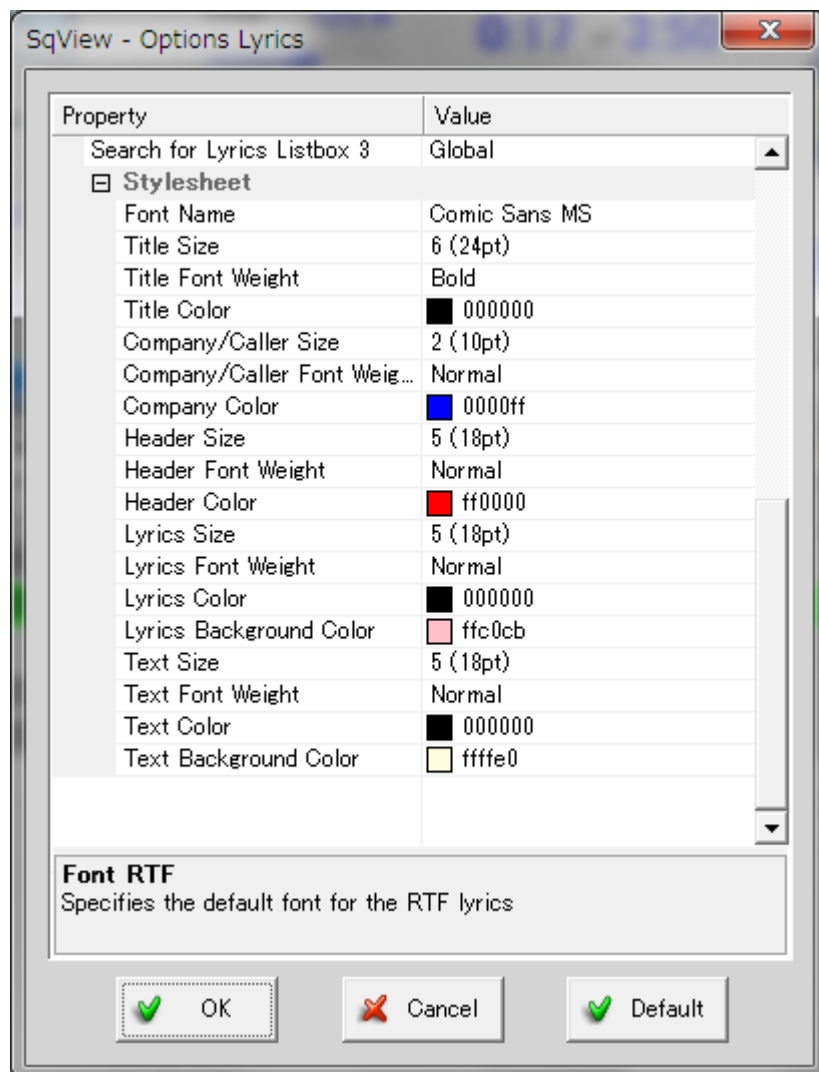 0:17 - 3:50
SqView - Options Lyrics
Property Value
Search for Lyrics Listbox 3 Global
Stylesheet
Font Name Comic Sans MS
Title Size 6 (24pt)
Title Font Weight Bold
Title Color 000000
Company/Caller Size 2 (10pt)
Company/Caller Font Weig... Normal
Company Color 0000ff
Header Size 5 (18pt)
Header Font Weight Normal
Header Color ff0000
Lyrics Size 5 (18pt)
Lyrics Font Weight Normal
Lyrics Color 000000
Lyrics Background Color ffc0cb
Text Size 5 (18pt)
Text Font Weight Normal
Text Color 000000
Text Background Color ffffe0
Font RTF
Specifies the default font for the RTF lyrics
OK Cancel Default